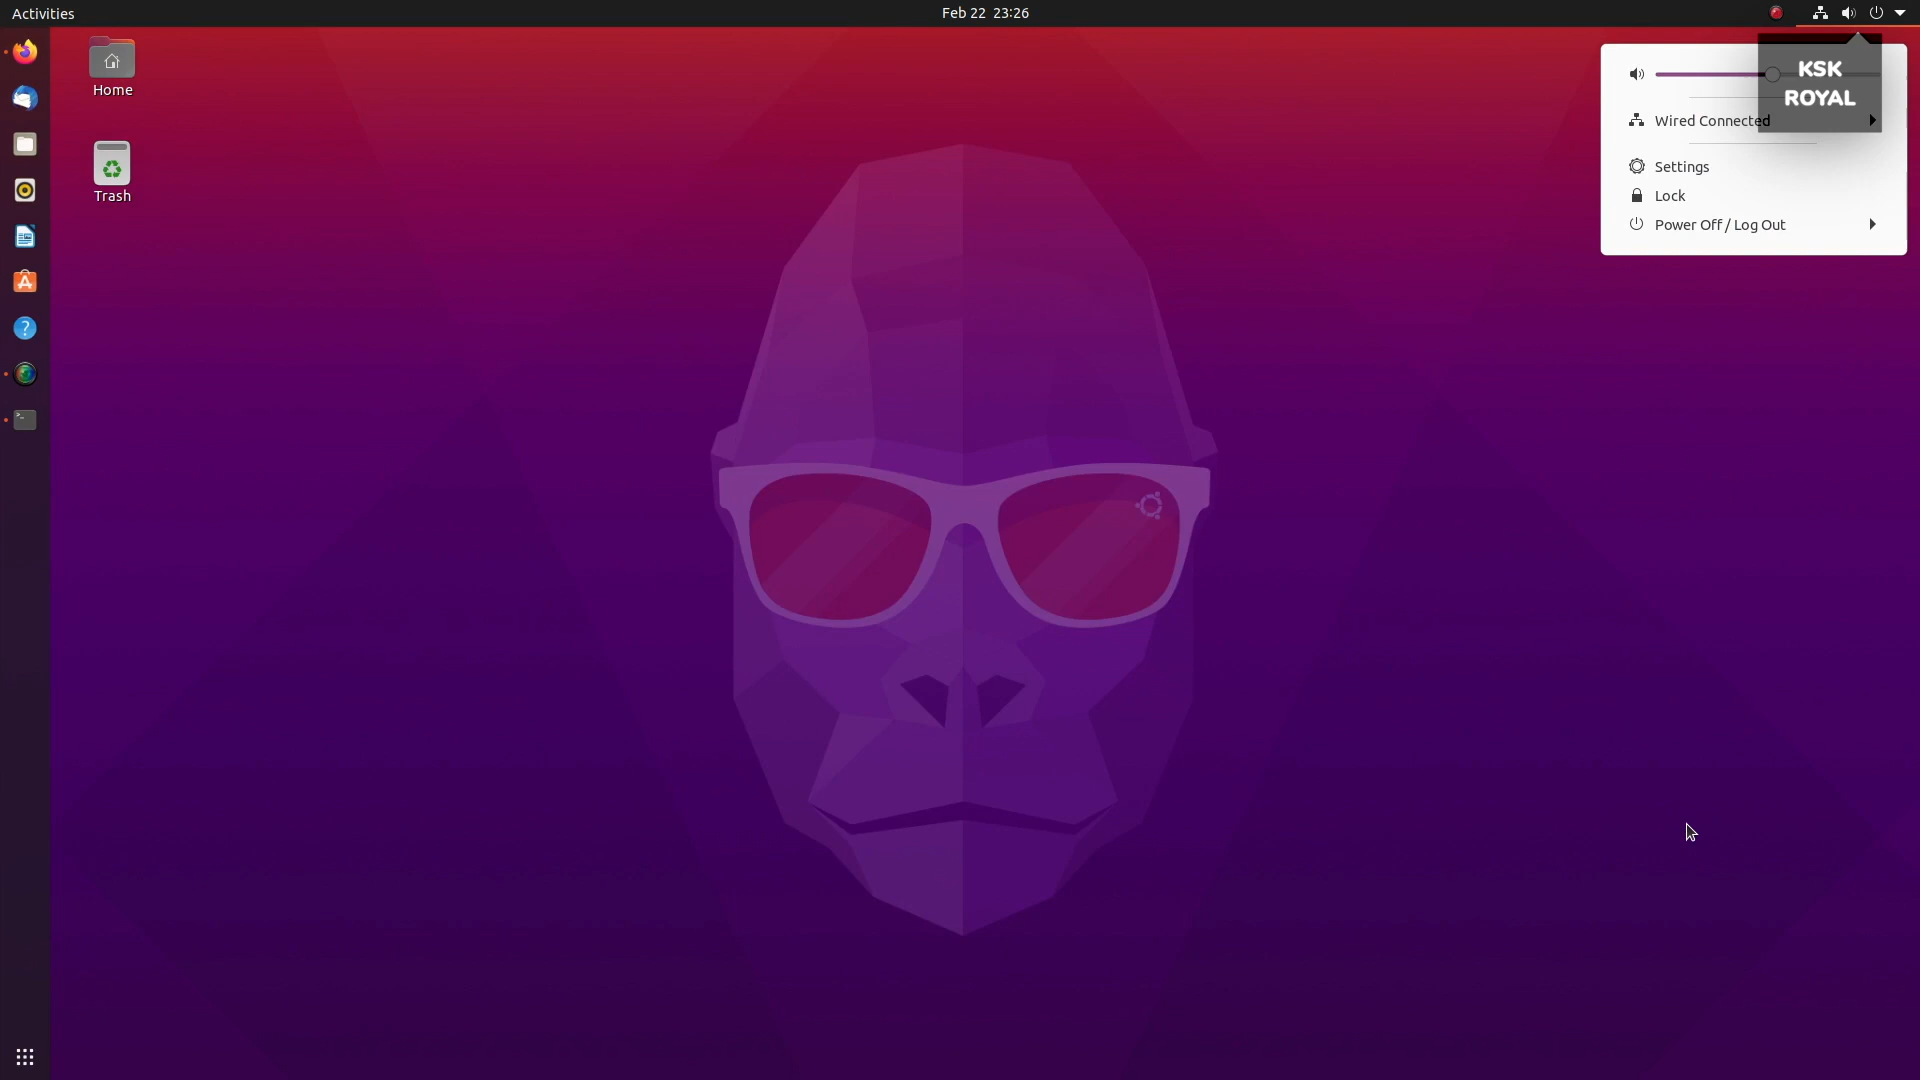 Activities
Feb 22 23:26
Home
Trash
KSK
ROYAL
Wired Connected
Settings
Lock
Power Off / Log Out